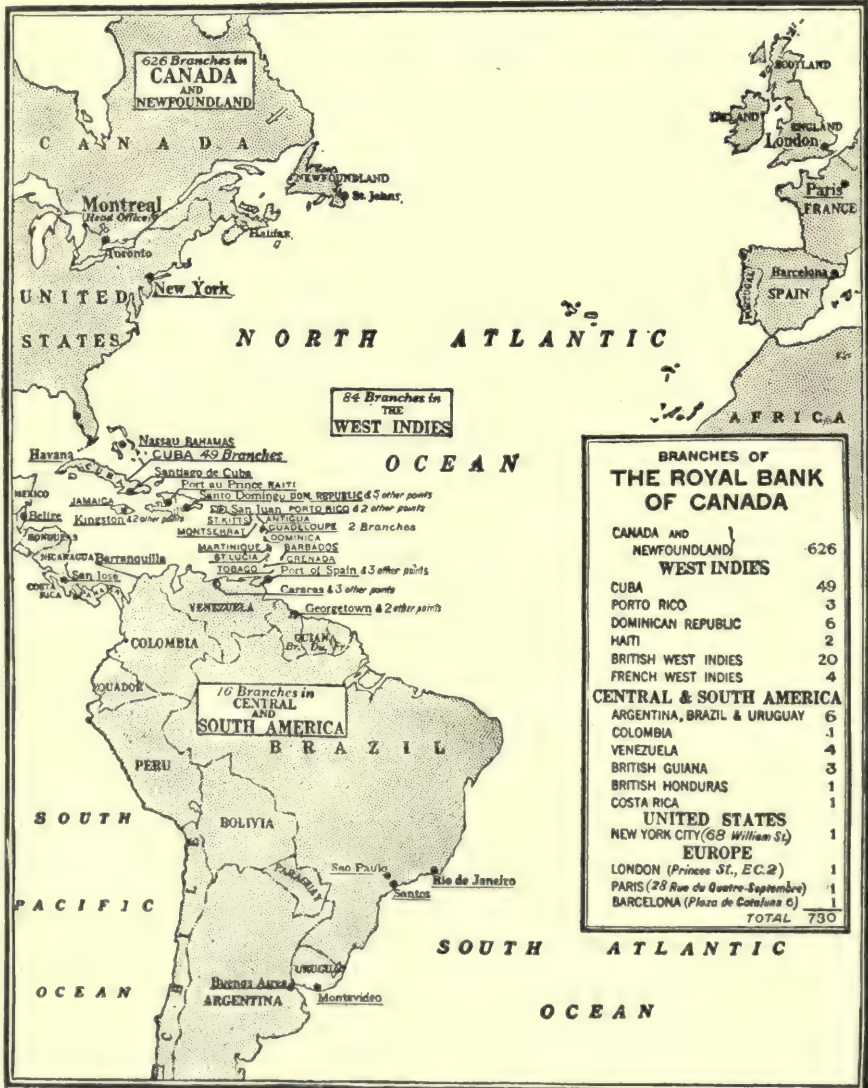 626 Branches in
CANADA
AND
NEWFOUNDLAND
CANADA
NEWFOUNDLAND
St. Johns
Montreal
(Head Office)
Halifax
Toronto
New York
UNITED
STATES
SCOTLAND
IRELAND
ENGLAND
London
Paris
FRANCE
Barcelona
PORTUGAL
SPAIN
AFRICA
NORTH ATLANTIC
OCEAN
84 Branches in
THE
WEST INDIES
Nassau BAHAMAS
Havana
CUBA 49 Branches
CUBA
Santiago de Cuba
Port au Prince HAITI
Santo Domingo DOM. REPUBLIC & 5 other points
San Juan PORTO RICO & 2 other points
MEXICO
JAMAICA
Kingston & 2 other points
Belize
ST. KITTS
ANTIGUA
MONTSERRAT
GUADELOUPE 2 Branches
DOMINICA
HONDURAS
MARTINIQUE
BARBADOS
NICARAGUA
Barranquilla
ST LUCIA
GRENADA
TOBAGO
Port of Spain & 3 other points
San Jose
COSTA
RICA
PANAMA
Caracas & 3 other points
VENEZUELA
Georgetown & 2 other points
GUIANA
Br. Du. Fr.
COLOMBIA
ECUADOR
16 Branches in
CENTRAL
AND
SOUTH AMERICA
BRAZIL
PERU
BOLIVIA
PARAGUAY
CHILE
Sao Paulo
Rio de Janeiro
Santos
URUGUAY
Buenos Aires
ARGENTINA
Montevideo
SOUTH
PACIFIC
OCEAN
SOUTH ATLANTIC
OCEAN
BRANCHES OF
THE ROYAL BANK
OF CANADA
CANADA AND
NEWFOUNDLAND} 626
WEST INDIES
CUBA 49
PORTO RICO 3
DOMINICAN REPUBLIC 6
HAITI 2
BRITISH WEST INDIES 20
FRENCH WEST INDIES 4
CENTRAL & SOUTH AMERICA
ARGENTINA, BRAZIL & URUGUAY 6
COLOMBIA 1
VENEZUELA 4
BRITISH GUIANA 3
BRITISH HONDURAS 1
COSTA RICA 1
UNITED STATES
NEW YORK CITY (68 William St.) 1
EUROPE
LONDON (Princes St., E.C.2) 1
PARIS (28 Rue du Quatre-Septembre) 1
BARCELONA (Plaza de Cataluna 6) 1
TOTAL 730